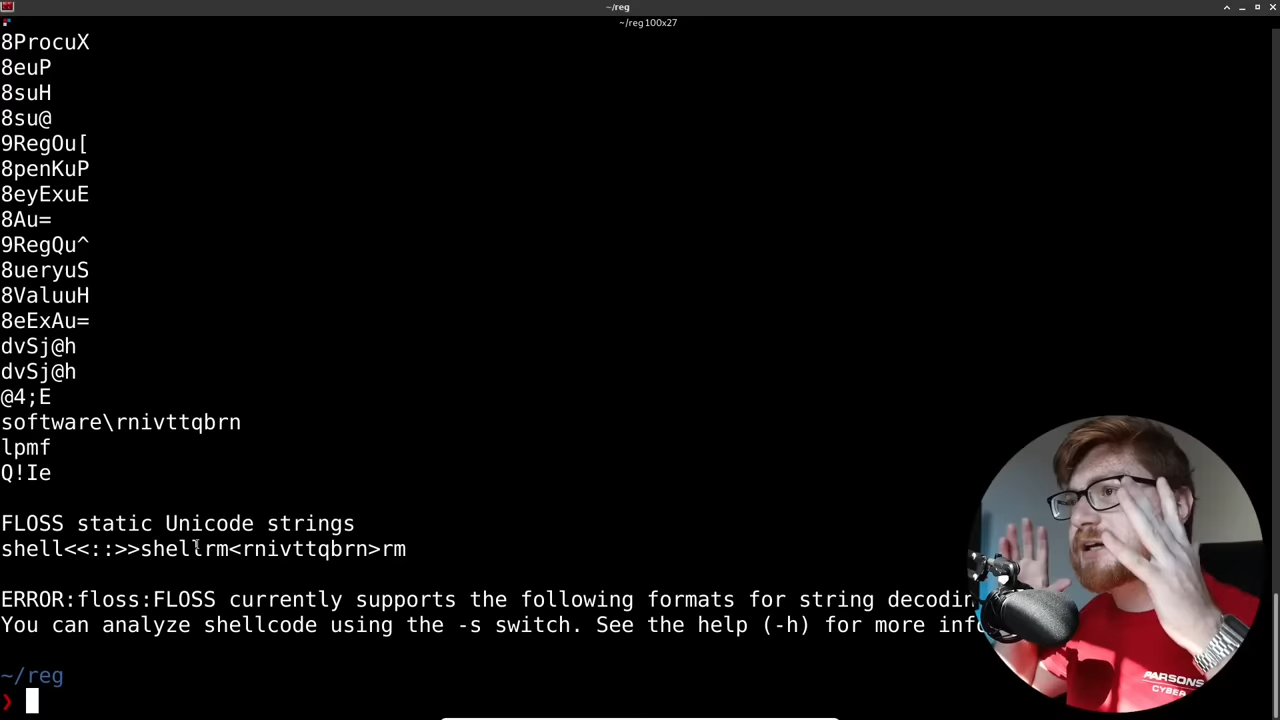 ~/reg
~/reg 100x27
8ProcuX
8euP
8suH
8su@
9RegOu[
8penKuP
8eyExuE
8Au=
9RegQu^
8ueryuS
8ValuuH
8eExAu=
dvSj@h
dvSj@h
@4;E
software\rnivttqbrn
lpmf
Q!Ie
FLOSS static Unicode strings
shell<<::>>shellrm<rnivttqbrn>rm
ERROR:floss:FLOSS currently supports the following formats for string
You can analyze shellcode using the -s switch. See the help (-h) for more
~/reg
❯
PARSONS
CYBER